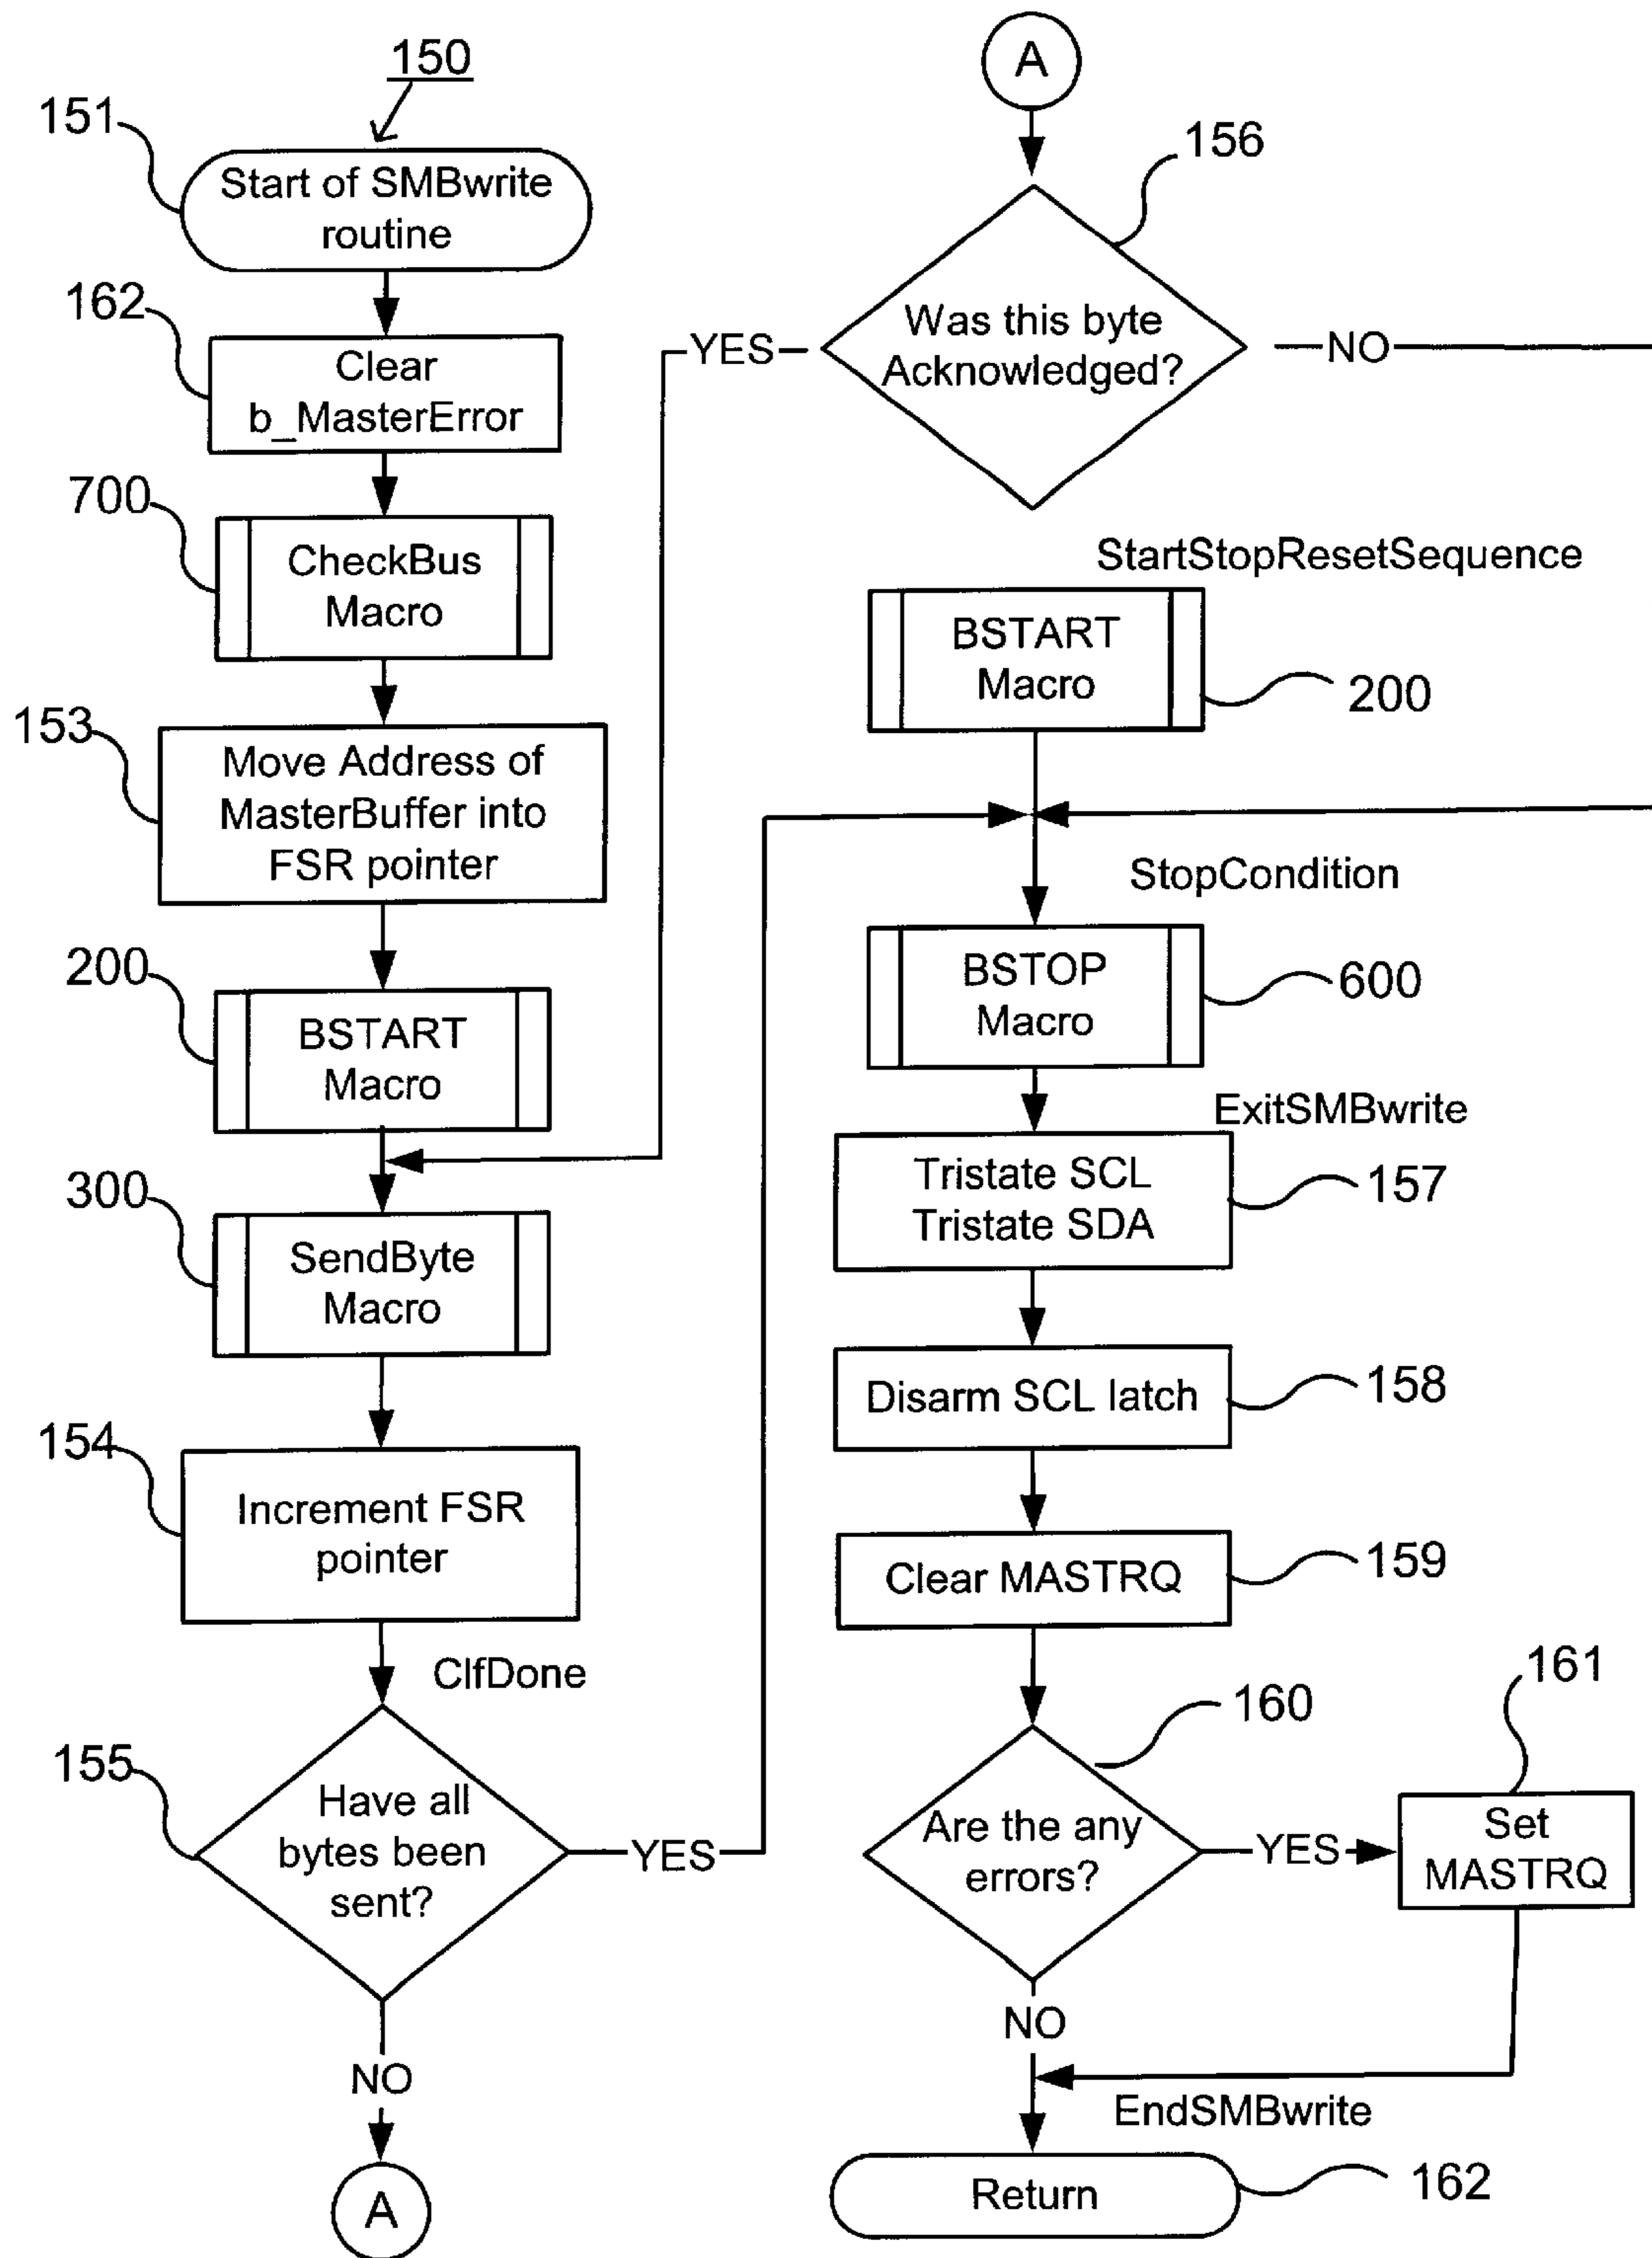 150
151
Start of SMBwrite
routine
162
Clear
b_MasterError
700
CheckBus
Macro
153
Move Address of
MasterBuffer into
FSR pointer
200
BSTART
Macro
300
SendByte
Macro
154
Increment FSR
pointer
ClfDone
155
Have all
bytes been
sent?
YES
NO
A
A
156
Was this byte
Acknowledged?
YES
NO
StartStopResetSequence
BSTART
Macro
200
StopCondition
BSTOP
Macro
600
ExitSMBwrite
Tristate SCL
Tristate SDA
157
Disarm SCL latch
158
Clear MASTRQ
159
160
Are the any
errors?
YES
161
Set
MASTRQ
NO
EndSMBwrite
Return
162